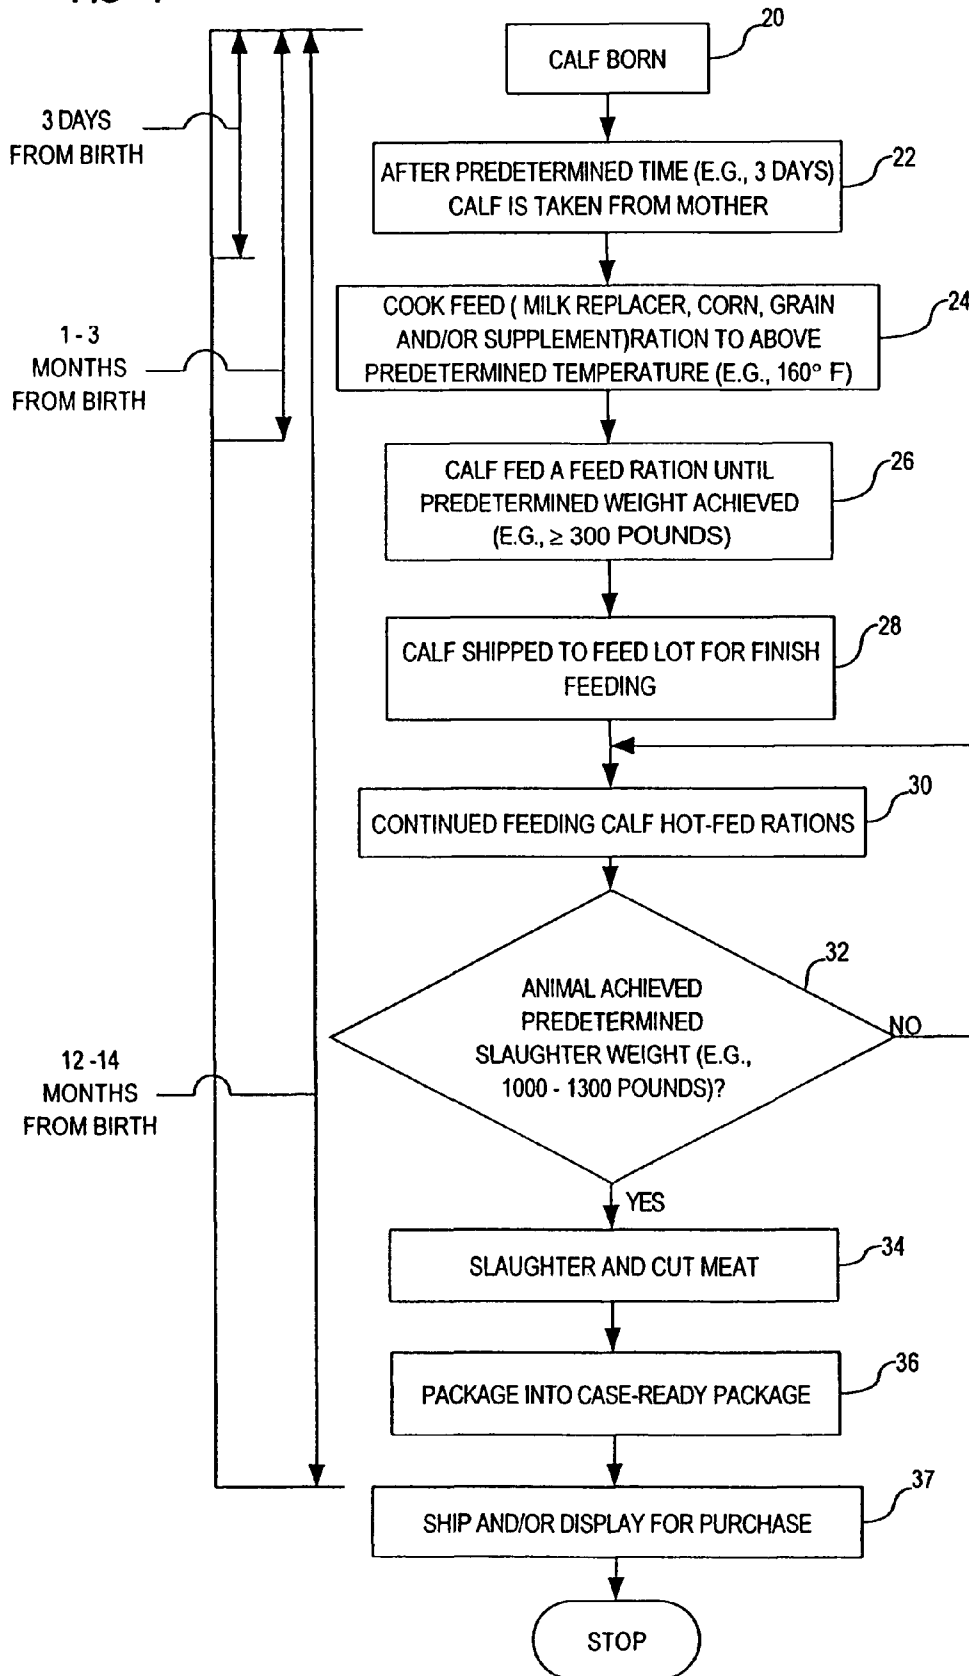 20
CALF BORN
3 DAYS
FROM BIRTH
22
AFTER PREDETERMINED TIME (E.G., 3 DAYS)
CALF IS TAKEN FROM MOTHER
24
COOK FEED ( MILK REPLACER, CORN, GRAIN
AND/OR SUPPLEMENT)RATION TO ABOVE
PREDETERMINED TEMPERATURE (E.G., 160° F)
1 - 3
MONTHS
FROM BIRTH
26
CALF FED A FEED RATION UNTIL
PREDETERMINED WEIGHT ACHIEVED
(E.G., ≥ 300 POUNDS)
28
CALF SHIPPED TO FEED LOT FOR FINISH
FEEDING
30
CONTINUED FEEDING CALF HOT-FED RATIONS
32
ANIMAL ACHIEVED
PREDETERMINED
SLAUGHTER WEIGHT (E.G.,
1000 - 1300 POUNDS)?
NO
12 -14
MONTHS
FROM BIRTH
YES
34
SLAUGHTER AND CUT MEAT
36
PACKAGE INTO CASE-READY PACKAGE
37
SHIP AND/OR DISPLAY FOR PURCHASE
STOP